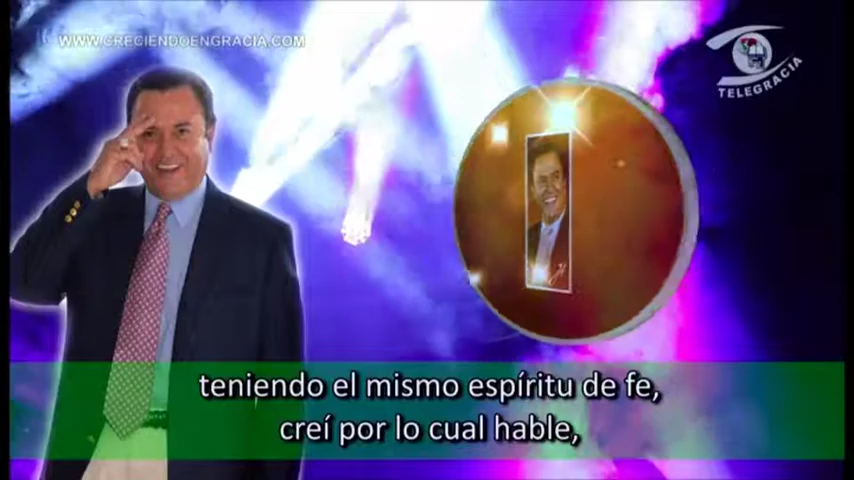 WWW.CRECIENDOENGRACIA.COM
TELEGRACIA
teniendo el mismo espíritu de fe,
creí por lo cual hable,